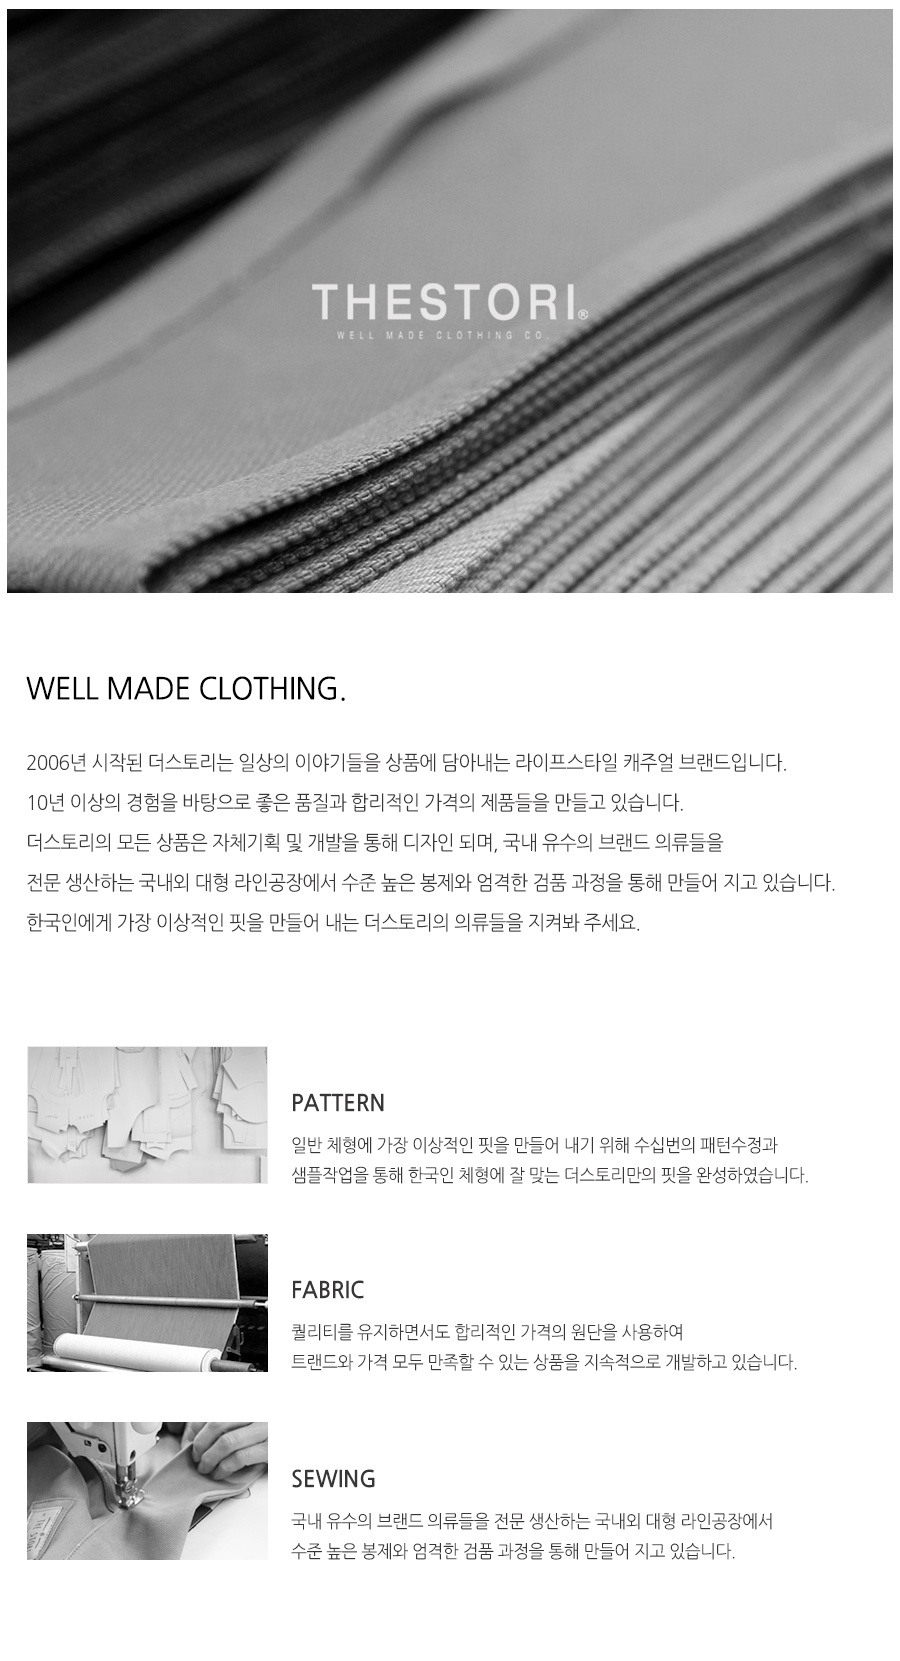 THESTORI®
WELL MADE CLOTHING CO.
WELL MADE CLOTHING.
2006년 시작된 더스토리는 일상의 이야기들을 상품에 담아내는 라이프스타일 캐주얼 브랜드입니다.
10년 이상의 경험을 바탕으로 좋은 품질과 합리적인 가격의 제품들을 만들고 있습니다.
더스토리의 모든 상품은 자체기획 및 개발을 통해 디자인 되며, 국내 유수의 브랜드 의류들을
전문 생산하는 국내외 대형 라인공장에서 수준 높은 봉제와 엄격한 검품 과정을 통해 만들어 지고 있습니다.
한국인에게 가장 이상적인 핏을 만들어 내는 더스토리의 의류들을 지켜봐 주세요.
PATTERN
일반 체형에 가장 이상적인 핏을 만들어 내기 위해 수십번의 패턴수정과
샘플작업을 통해 한국인 체형에 잘 맞는 더스토리만의 핏을 완성하였습니다.
FABRIC
퀄리티를 유지하면서도 합리적인 가격의 원단을 사용하여
트랜드와 가격 모두 만족할 수 있는 상품을 지속적으로 개발하고 있습니다.
SEWING
국내 유수의 브랜드 의류들을 전문 생산하는 국내외 대형 라인공장에서
수준 높은 봉제와 엄격한 검품 과정을 통해 만들어 지고 있습니다.